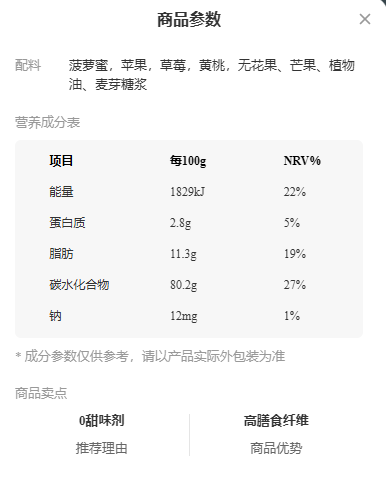 商品参数
配料 菠萝蜜，苹果，草莓，黄桃，无花果、芒果、植物
油、麦芽糖浆
营养成分表
项目 每100g NRV%
能量 1829kJ 22%
蛋白质 2.8g 5%
脂肪 11.3g 19%
碳水化合物 80.2g 27%
钠 12mg 1%
* 成分参数仅供参考，请以产品实际外包装为准
商品卖点
0甜味剂 高膳食纤维
推荐理由 商品优势